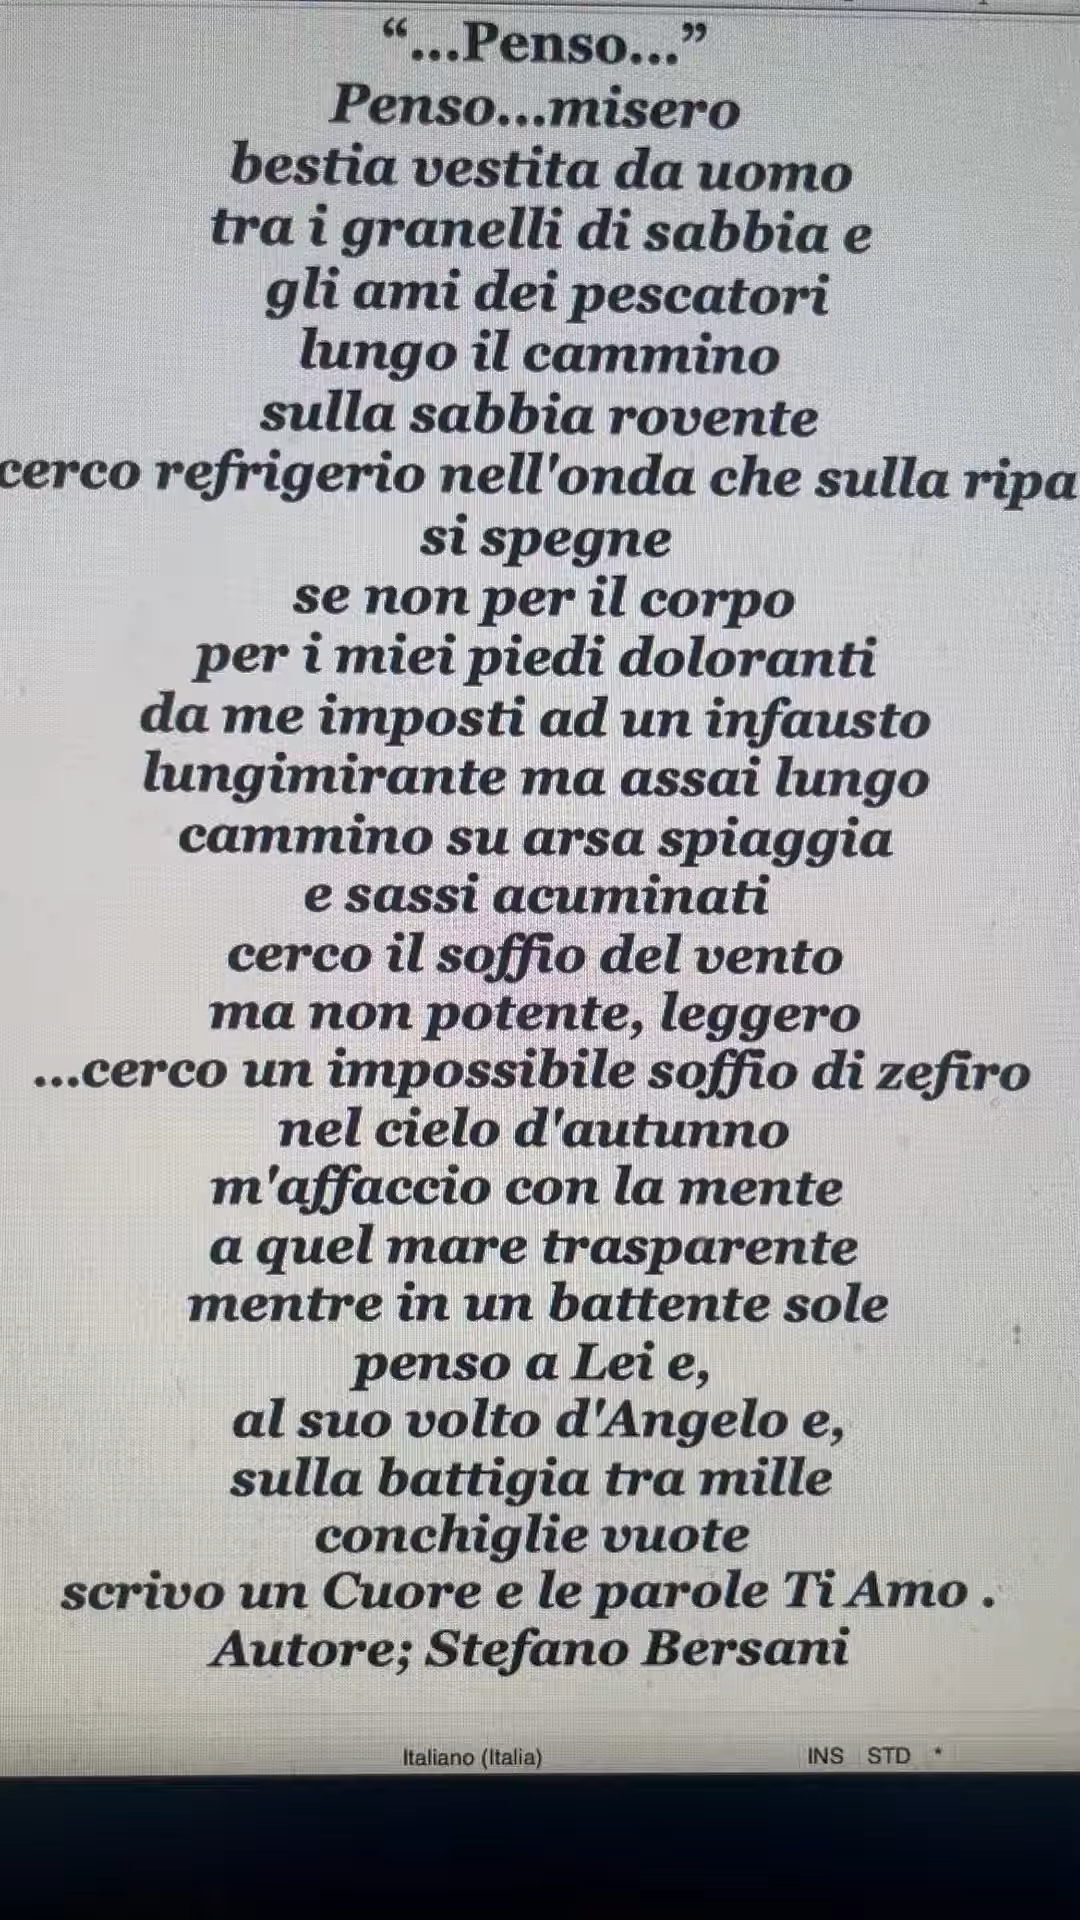 “...Penso...”
Penso...misero
bestia vestita da uomo
tra i granelli di sabbia e
gli ami dei pescatori
lungo il cammino
sulla sabbia rovente
cerco refrigerio nell'onda che sulla ripa
si spegne
se non per il corpo
per i miei piedi doloranti
da me imposti ad un infausto
lungimirante ma assai lungo
cammino su arsa spiaggia
e sassi acuminati
cerco il soffio del vento
ma non potente, leggero
...cerco un impossibile soffio di zefiro
nel cielo d'autunno
m'affaccio con la mente
a quel mare trasparente
mentre in un battente sole
penso a Lei e,
al suo volto d'Angelo e,
sulla battigia tra mille
conchiglie vuote
scrivo un Cuore e le parole Ti Amo .
Autore; Stefano Bersani
Italiano (Italia) INS STD *